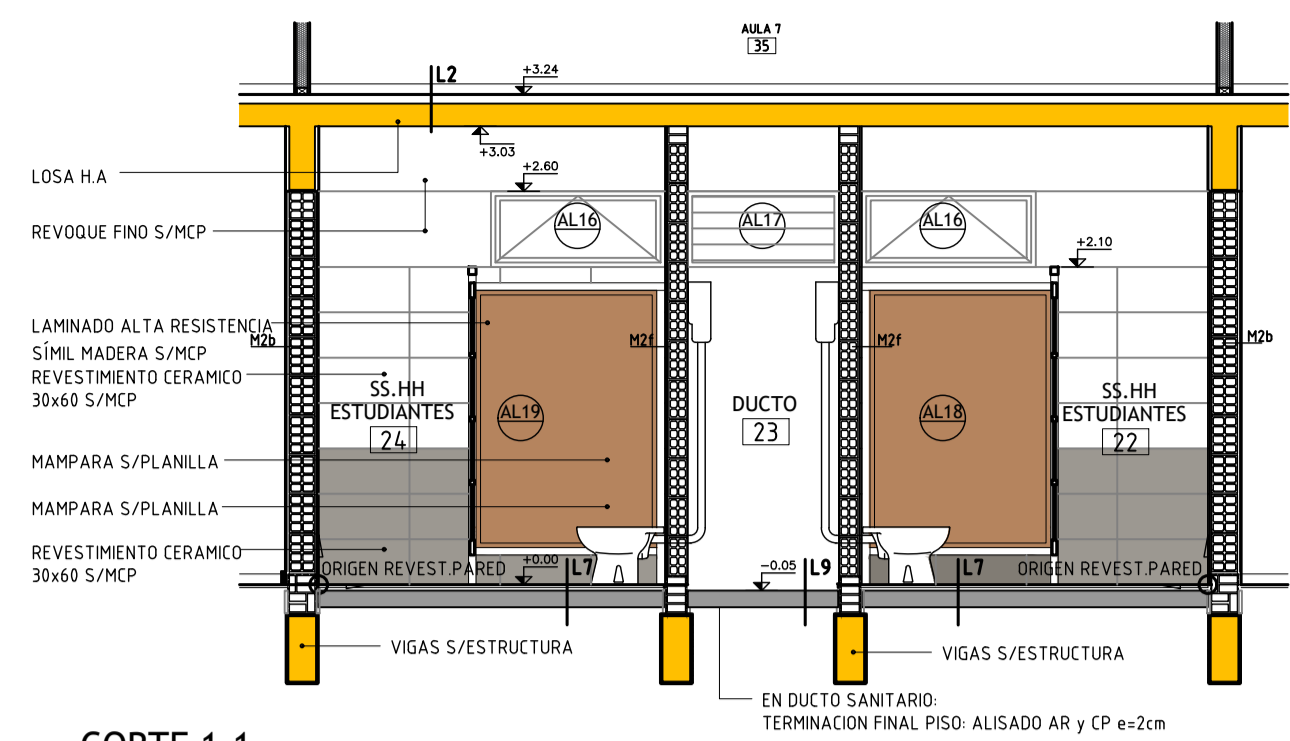 AULA 7
35
L2
+3.24
+3.03
LOSA H.A
+2.60
REVOQUE FINO S/MCP
AL16
AL17
AL16
+2.10
LAMINADO ALTA RESISTENCIA
SÍMIL MADERA S/MCP
M2b
M2f
M2f
M2b
REVESTIMIENTO CERAMICO
30x60 S/MCP
SS.HH
ESTUDIANTES
24
AL19
DUCTO
23
AL18
SS.HH
ESTUDIANTES
22
MAMPARA S/PLANILLA
MAMPARA S/PLANILLA
REVESTIMIENTO CERAMICO
30x60 S/MCP
ORIGEN REVEST.PARED
+0.00
L7
-0.05
L9
L7
ORIGEN REVEST.PARED
VIGAS S/ESTRUCTURA
VIGAS S/ESTRUCTURA
EN DUCTO SANITARIO:
TERMINACION FINAL PISO: ALISADO AR y CP e=2cm
CORTE 1-1